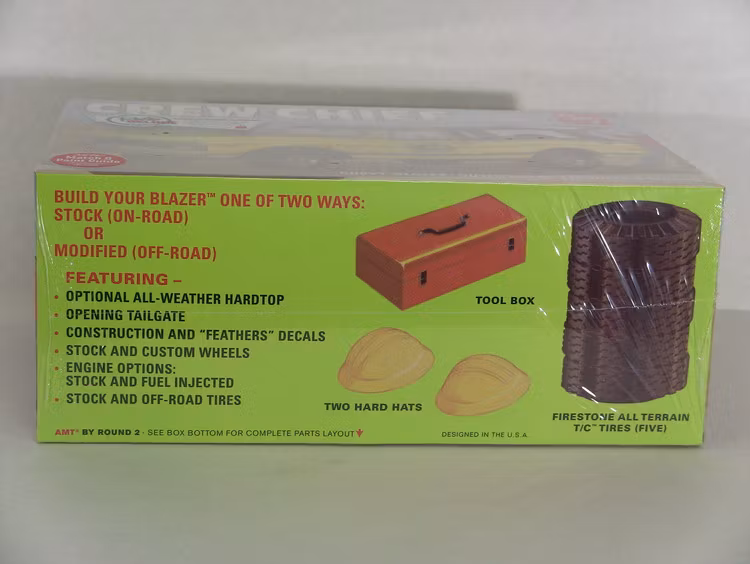 CREW CHIEF
BUILD YOUR BLAZER™ ONE OF TWO WAYS:
STOCK (ON-ROAD)
OR
MODIFIED (OFF-ROAD)
FEATURING –
• OPTIONAL ALL-WEATHER HARDTOP
• OPENING TAILGATE
• CONSTRUCTION AND “FEATHERS” DECALS
• STOCK AND CUSTOM WHEELS
• ENGINE OPTIONS:
STOCK AND FUEL INJECTED
• STOCK AND OFF-ROAD TIRES
TOOL BOX
TWO HARD HATS
FIRESTONE ALL TERRAIN
T/C™ TIRES (FIVE)
AMT® BY ROUND 2 - SEE BOX BOTTOM FOR COMPLETE PARTS LAYOUT
DESIGNED IN THE U.S.A.